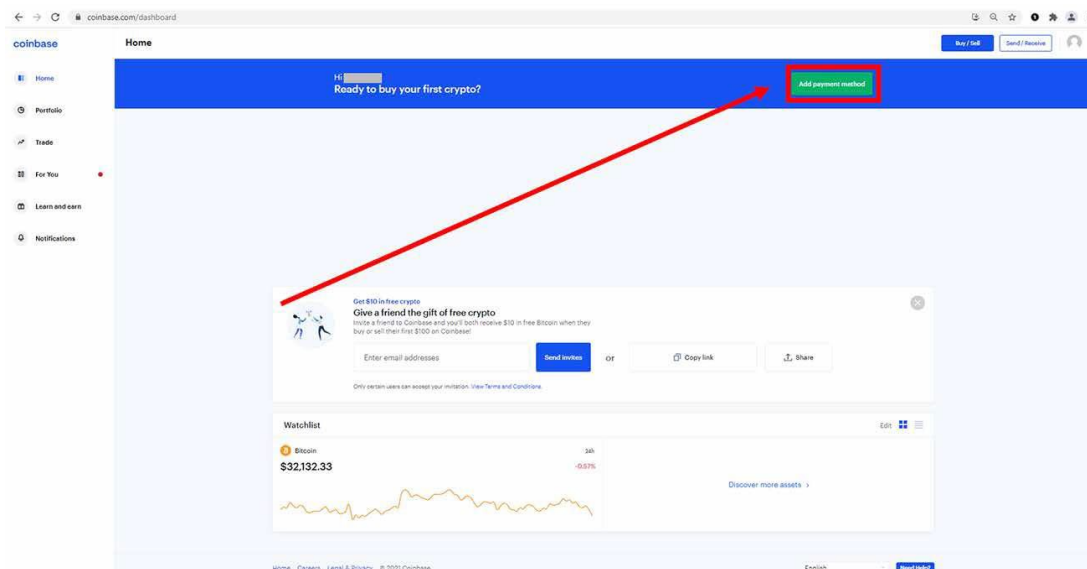 coinbase.com/dashboard
coinbase
Home
Buy / Sell
Send / Receive
Home
Portfolio
Trade
For You
Learn and earn
Notifications
Hi
Ready to buy your first crypto?
Add payment method
Get $10 in free crypto
Give a friend the gift of free crypto
Invite a friend to Coinbase and you'll both receive $10 in free Bitcoin when they
buy or sell their first $100 on Coinbase!
Enter email addresses
Send invites
or
Copy link
Share
Only certain users can accept your invitation. View Terms and Conditions.
Watchlist
Edit
Bitcoin
24h
$32,132.33
-0.57%
Discover more assets
Home Careers Legal & Privacy © 2021 Coinbase
English
Need Help?